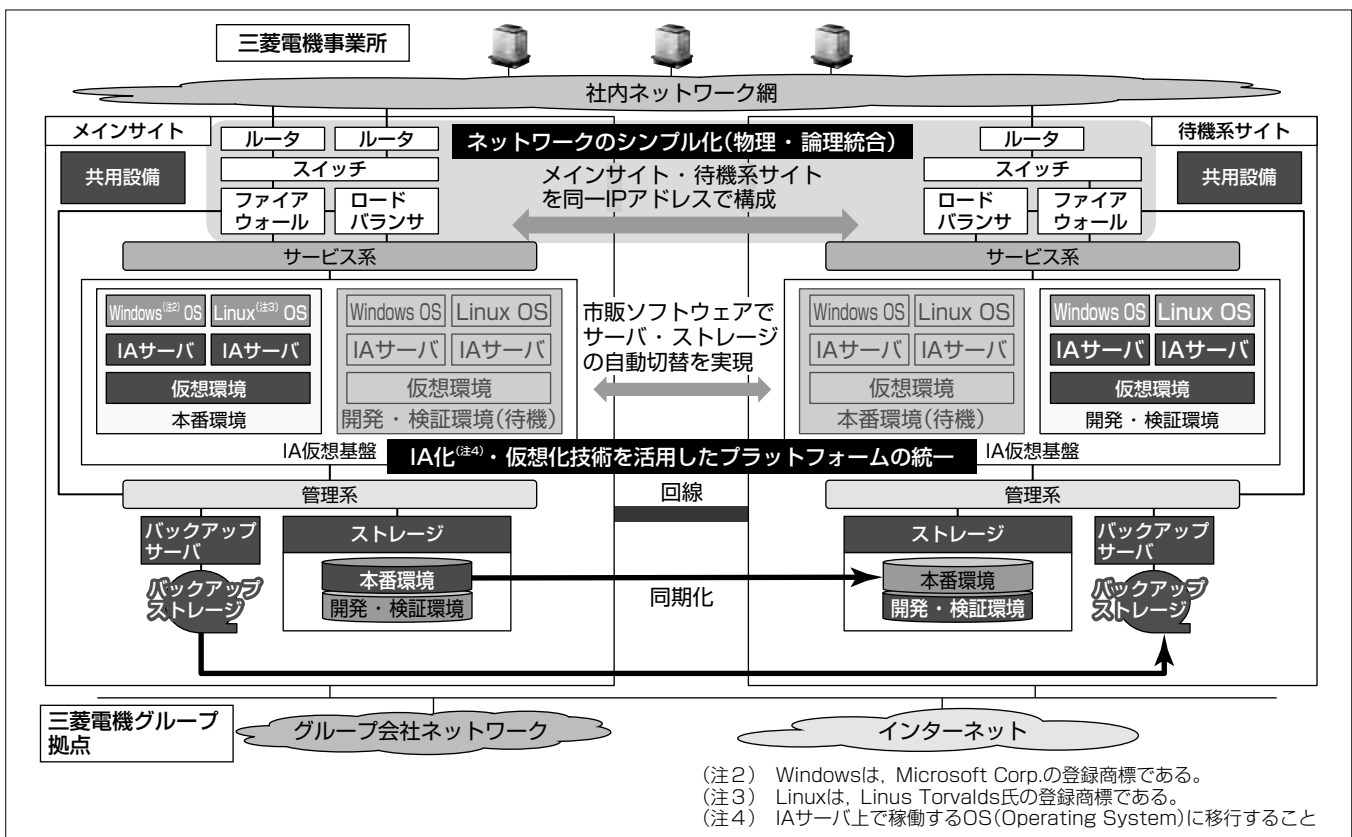 三菱電機事業所
社内ネットワーク網
メインサイト
共用設備
ルータ
ルータ
スイッチ
ファイア
ウォール
ロード
バランサ
ネットワークのシンプル化(物理・論理統合)
メインサイト・待機系サイト
を同一IPアドレスで構成
待機系サイト
共用設備
ルータ
スイッチ
ロード
バランサ
ファイア
ウォール
サービス系
サービス系
Windows(注2) OS
Linux(注3) OS
IAサーバ
IAサーバ
仮想環境
本番環境
Windows OS
Linux OS
IAサーバ
IAサーバ
仮想環境
開発・検証環境(待機)
IA仮想基盤
市販ソフトウェアで
サーバ・ストレージ
の自動切替を実現
Windows OS
Linux OS
IAサーバ
IAサーバ
仮想環境
本番環境(待機)
Windows OS
Linux OS
IAサーバ
IAサーバ
仮想環境
開発・検証環境
IA仮想基盤
IA化(注4)・仮想化技術を活用したプラットフォームの統一
管理系
回線
管理系
バックアップ
サーバ
バックアップ
ストレージ
ストレージ
本番環境
開発・検証環境
同期化
ストレージ
本番環境
開発・検証環境
バックアップ
サーバ
バックアップ
ストレージ
三菱電機グループ
拠点
グループ会社ネットワーク
インターネット
(注2) Windowsは, Microsoft Corp.の登録商標である。
(注3) Linuxは, Linus Torvalds氏の登録商標である。
(注4) IAサーバ上で稼働するOS(Operating System)に移行すること